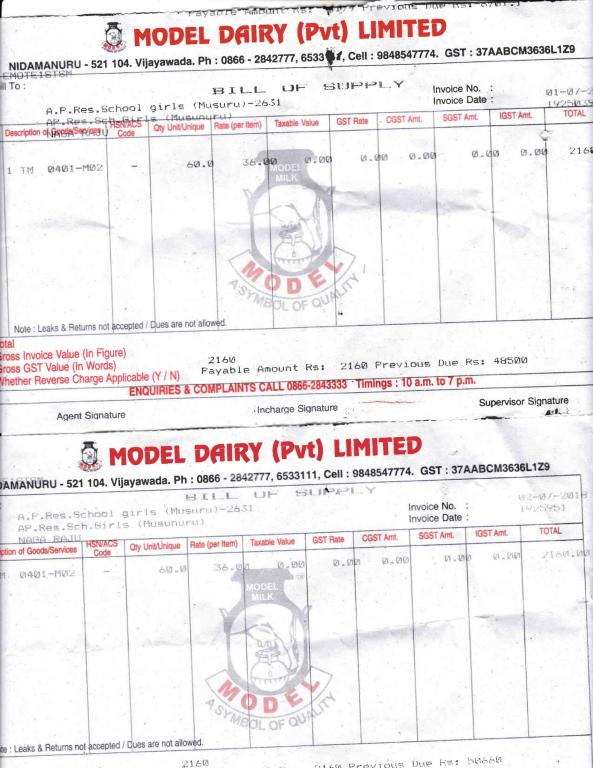 Payable Amount Rs: Previous Due Rs:
MODEL DAIRY (Pvt) LIMITED
NIDAMANURU - 521 104. Vijayawada. Ph : 0866 - 2842777, 6533 , Cell : 9848547774. GST : 37AABCM3636L1Z9
ill To : BILL OF SUPPLY Invoice No. : 01-07-2
A.P.Res.School girls (Musuru)-2631 Invoice Date :
AP.Res.Sch.Girls (Musunuru)
NAGA RAJU
Description of Goods/Services HSN/ACS Code Qty Unit/Unique Rate (per Item) Taxable Value GST Rate CGST Amt. SGST Amt. IGST Amt. TOTAL
1 TM 0401-M02 - 60.0 36.00 0.00 0.00 0.00 0.00 0.00 2160
MODEL
MILK
MODEL
A SYMBOL OF QUALITY
Note : Leaks & Returns not accepted / Dues are not allowed.
otal
Gross Invoice Value (In Figure) 2160
Gross GST Value (In Words) Payable Amount Rs: 2160 Previous Due Rs: 48500
Whether Reverse Charge Applicable (Y / N)
ENQUIRIES & COMPLAINTS CALL 0866-2843333 Timings : 10 a.m. to 7 p.m.
Agent Signature Incharge Signature Supervisor Signature
MODEL DAIRY (Pvt) LIMITED
DAMANURU - 521 104. Vijayawada. Ph : 0866 - 2842777, 6533111, Cell : 9848547774. GST : 37AABCM3636L1Z9
BILL OF SUPPLY 02-07-2018
A.P.Res.School girls (Musuru)-2631 Invoice No. : 1925951
AP.Res.Sch.Girls (Musunuru) Invoice Date :
NAGA RAJU
ption of Goods/Services HSN/ACS Code Qty Unit/Unique Rate (per Item) Taxable Value GST Rate CGST Amt. SGST Amt. IGST Amt. TOTAL
M 0401-M02 - 60.0 36.00 0.00 0.00 0.00 0.00 0.00 2160.00
MODEL
MILK
MODEL
A SYMBOL OF QUALITY
te : Leaks & Returns not accepted / Dues are not allowed.
2160
2160 Previous Due Rs: 50660